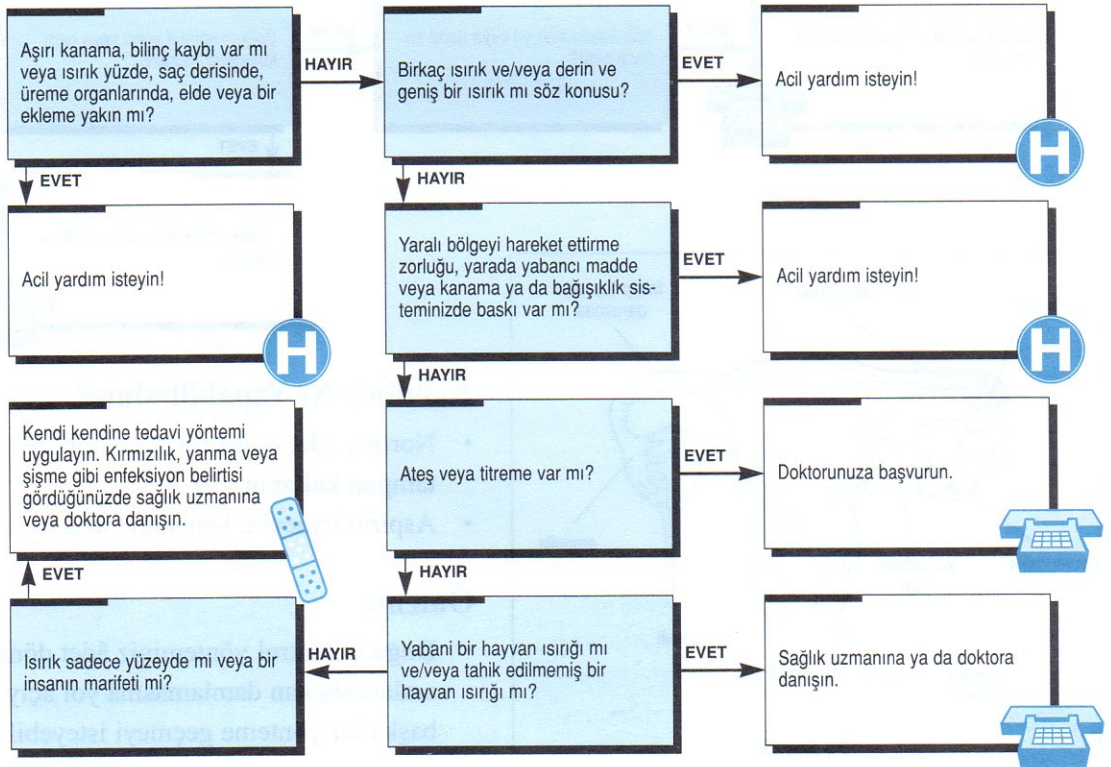 Aşırı kanama, bilinç kaybı var mı
veya ısırık yüzde, saç derisinde,
üreme organlarında, elde veya bir
ekleme yakın mı?
HAYIR
Birkaç ısırık ve/veya derin ve
geniş bir ısırık mı söz konusu?
EVET
Acil yardım isteyin!
H
EVET
HAYIR
Acil yardım isteyin!
H
Yaralı bölgeyi hareket ettirme
zorluğu, yarada yabancı madde
veya kanama ya da bağışıklık sis-
teminizde baskı var mı?
EVET
Acil yardım isteyin!
H
HAYIR
Kendi kendine tedavi yöntemi
uygulayın. Kırmızılık, yanma veya
şişme gibi enfeksiyon belirtisi
gördüğünüzde sağlık uzmanına
veya doktora danışın.
Ateş veya titreme var mı?
EVET
Doktorunuza başvurun.
EVET
HAYIR
Isırık sadece yüzeyde mi veya bir
insanın marifeti mi?
HAYIR
Yabani bir hayvan ısırığı mı
ve/veya tahik edilmemiş bir
hayvan ısırığı mı?
EVET
Sağlık uzmanına ya da doktora
danışın.